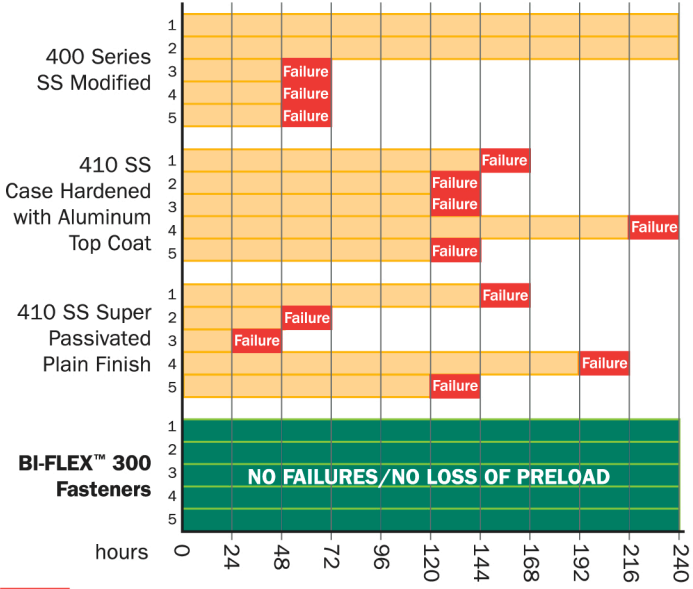 400 Series
SS Modified
1
2
3 Failure
4 Failure
5 Failure
410 SS
Case Hardened
with Aluminum
Top Coat
1 Failure
2 Failure
3 Failure
4 Failure
5 Failure
410 SS Super
Passivated
Plain Finish
1 Failure
2 Failure
3 Failure
4 Failure
5 Failure
BI-FLEX™ 300
Fasteners
1
2
3
4
5
NO FAILURES/NO LOSS OF PRELOAD
hours 0 24 48 72 96 120 144 168 192 216 240